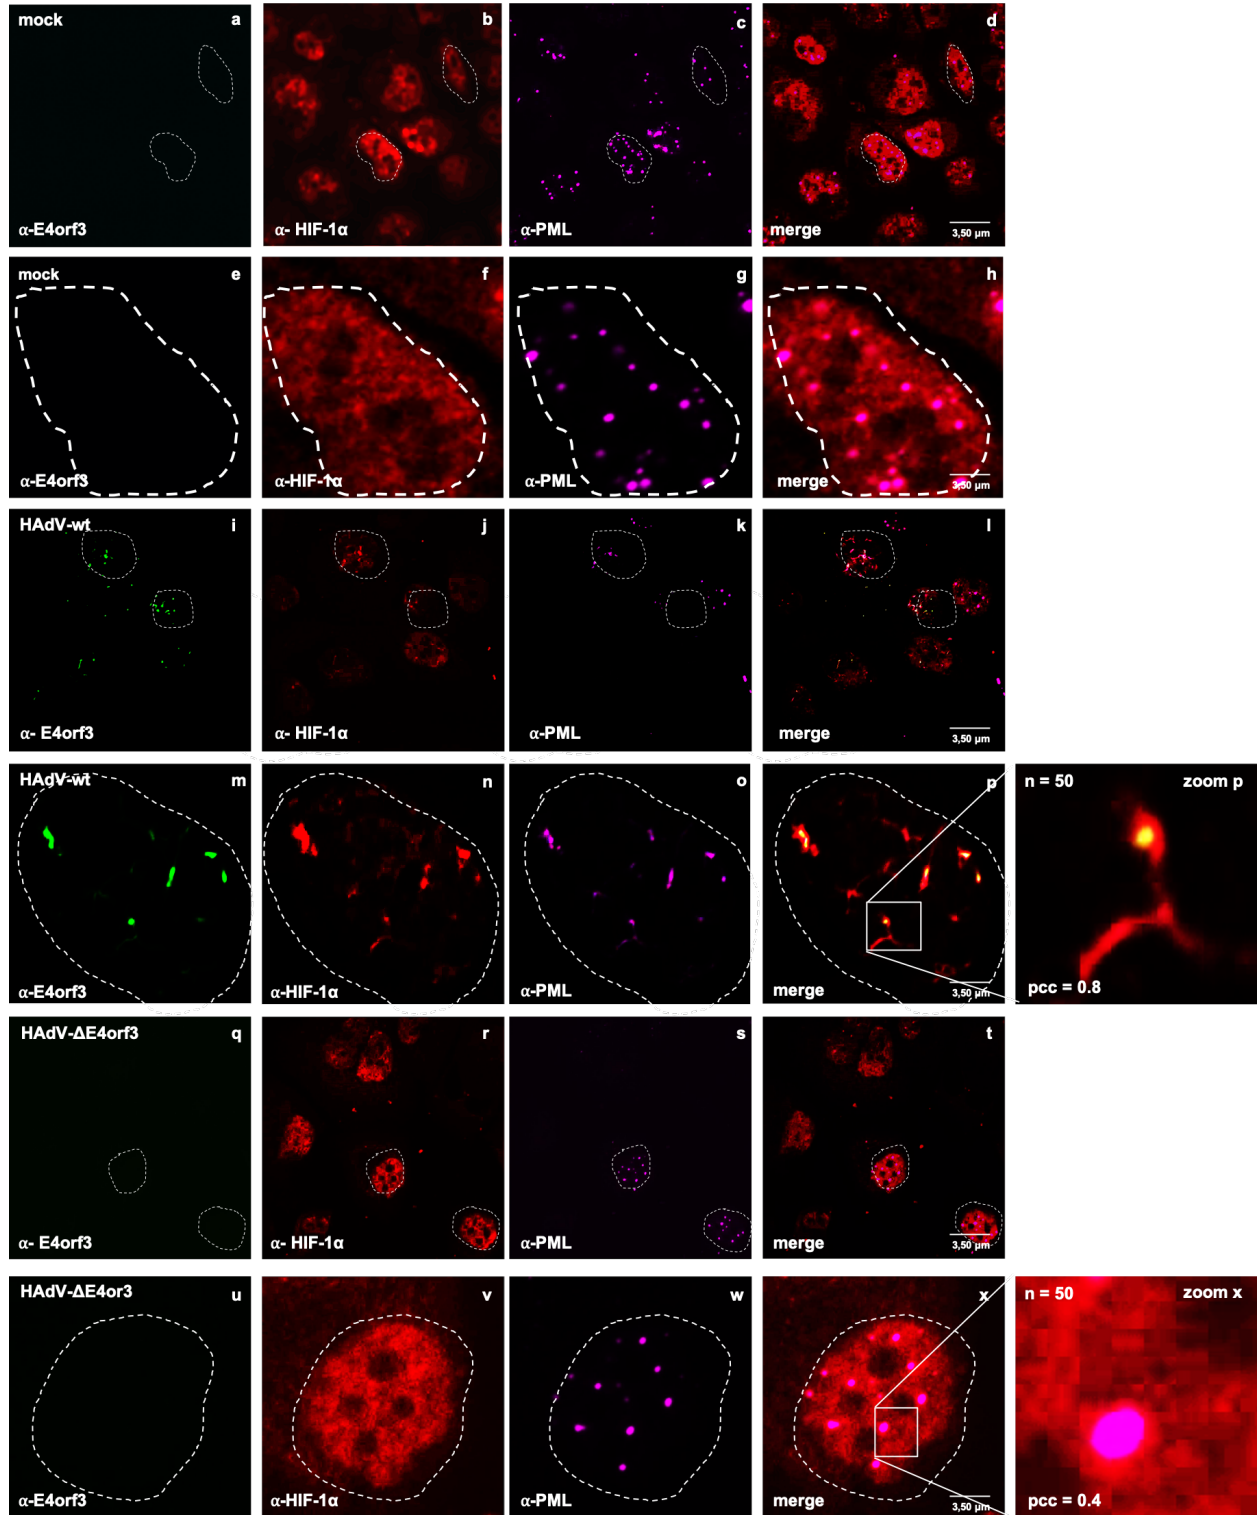 mock a b c d
α-E4orf3 α- HIF-1α α-PML merge 3,50 µm
mock e f g h
α-E4orf3 α-HIF-1α α-PML merge 3,50 µm
HAdV-wt i j k l
α- E4orf3 α- HIF-1α α-PML merge 3,50 µm
HAdV-wt m n o p n = 50 zoom p
α-E4orf3 α-HIF-1α α-PML merge 3,50 µm pcc = 0.8
HAdV-ΔE4orf3 q r s t
α- E4orf3 α- HIF-1α α-PML merge 3,50 µm
HAdV-ΔE4or3 u v w x n = 50 zoom x
α-E4orf3 α-HIF-1α α-PML merge 3,50 µm pcc = 0.4